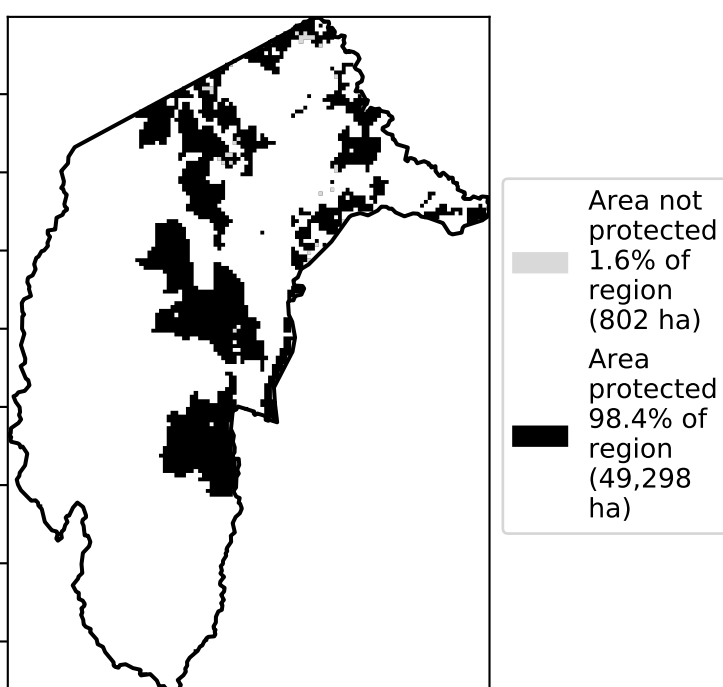 Area not
protected
1.6% of
region
(802 ha)
Area
protected
98.4% of
region
(49,298
ha)